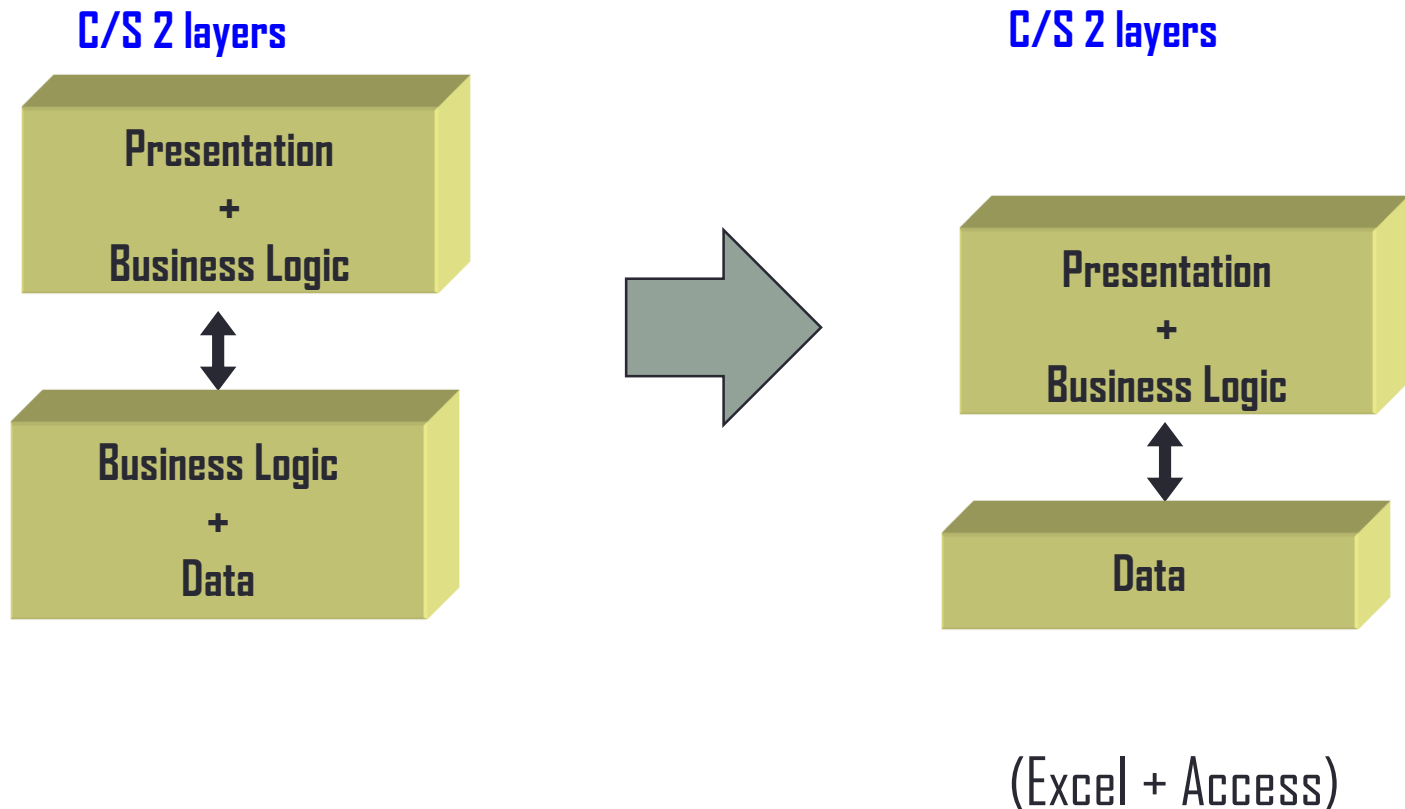 C/S 2 layers
Presentation
+
Business Logic
Business Logic
+
Data
C/S 2 layers
Presentation
+
Business Logic
Data
(Excel + Access)